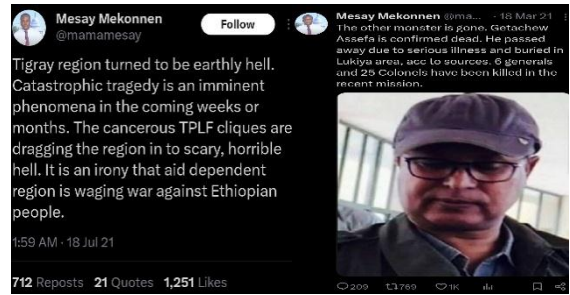 Mesay Mekonnen
@mamamesay
Follow
Tigray region turned to be earthly hell.
Catastrophic tragedy is an imminent
phenomena in the coming weeks or
months. The cancerous TPLF cliques are
dragging the region in to scary, horrible
hell. It is an irony that aid dependent
region is waging war against Ethiopian
people.
1:59 AM · 18 Jul 21
712 Reposts 21 Quotes 1,251 Likes
Mesay Mekonnen @ma... · 18 Mar 21
The other monster is gone. Getachew
Assefa is confirmed dead. He passed
away due to serious illness and buried in
Lukiya area, acc to sources. 6 generals
and 25 Colonels have been killed in the
recent mission.
209 769 1K